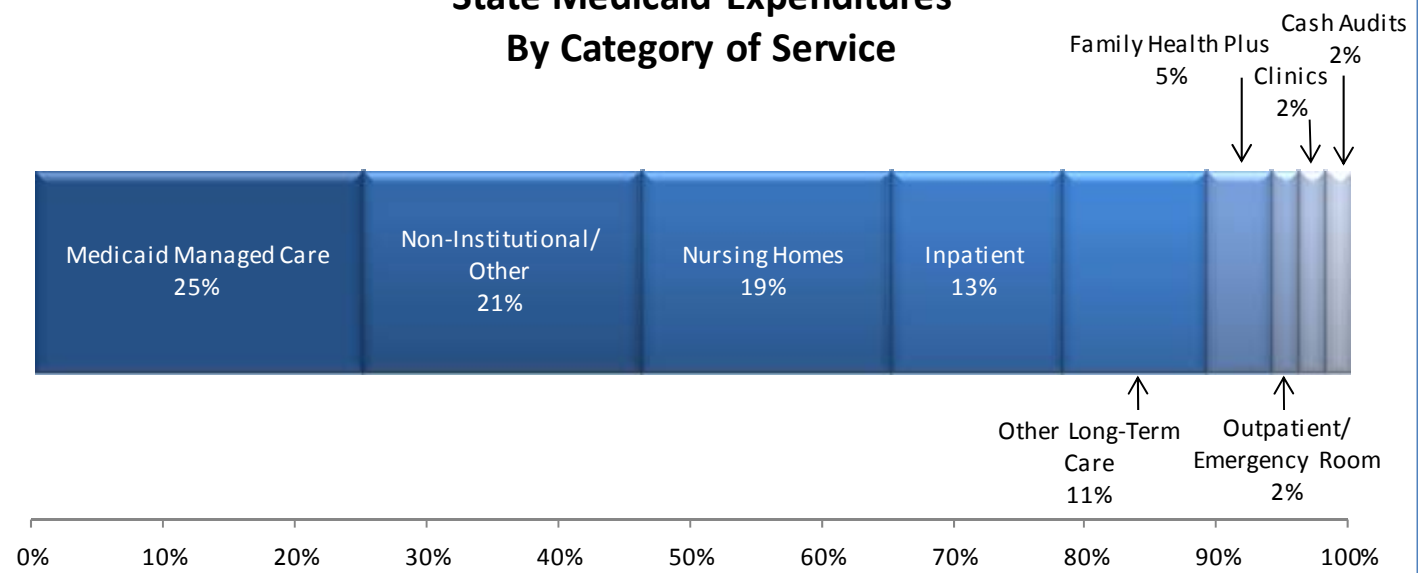 State Medicaid Expenditures
By Category of Service
Cash Audits
2%
Family Health Plus
5%
Clinics
2%
Medicaid Managed Care
25%
Non-Institutional/
Other
21%
Nursing Homes
19%
Inpatient
13%
Other Long-Term
Care
11%
Outpatient/
Emergency Room
2%
0%
10%
20%
30%
40%
50%
60%
70%
80%
90%
100%